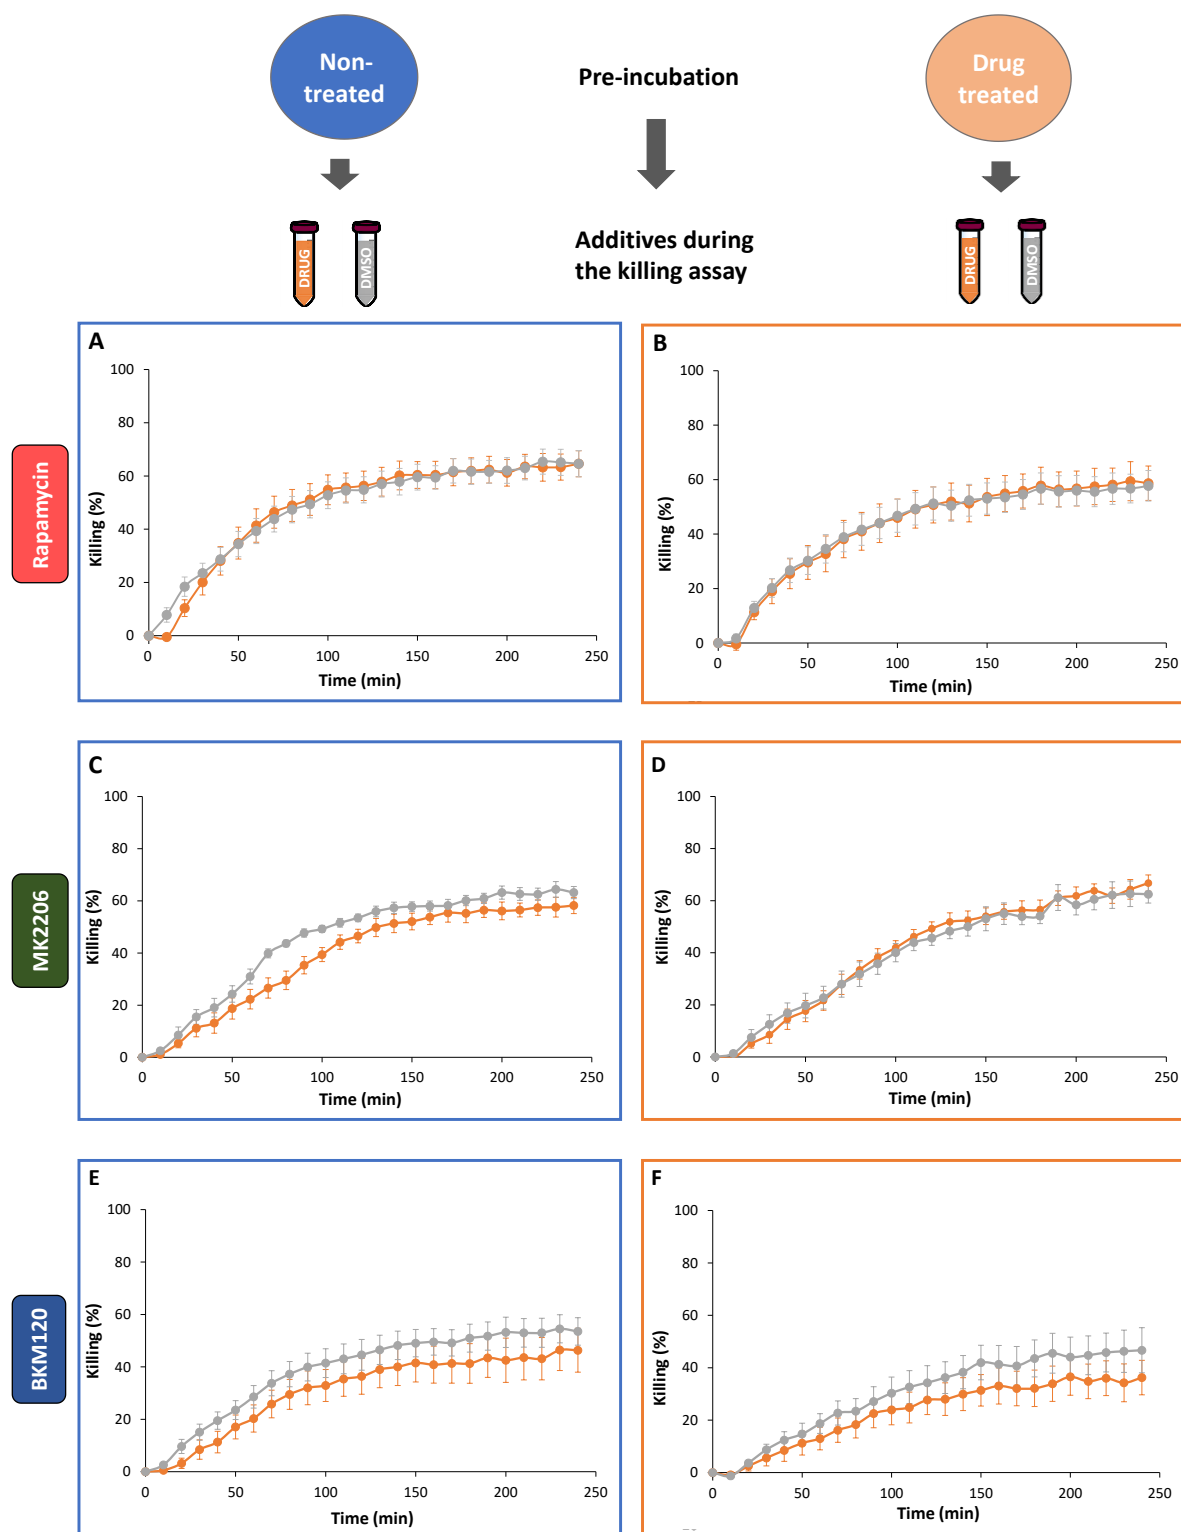 Non-
treated
Pre-incubation
Drug
treated
DRUG
DMSO
Additives during
the killing assay
DRUG
DMSO
Rapamycin
A
100
80
60
40
20
0
Killing (%)
0 50 100 150 200 250
Time (min)
B
100
80
60
40
20
0
Killing (%)
0 50 100 150 200 250
Time (min)
MK2206
C
100
80
60
40
20
0
Killing (%)
0 50 100 150 200 250
Time (min)
D
100
80
60
40
20
0
Killing (%)
0 50 100 150 200 250
Time (min)
BKM120
E
100
80
60
40
20
0
Killing (%)
0 50 100 150 200 250
Time (min)
F
100
80
60
40
20
0
Killing (%)
0 50 100 150 200 250
Time (min)